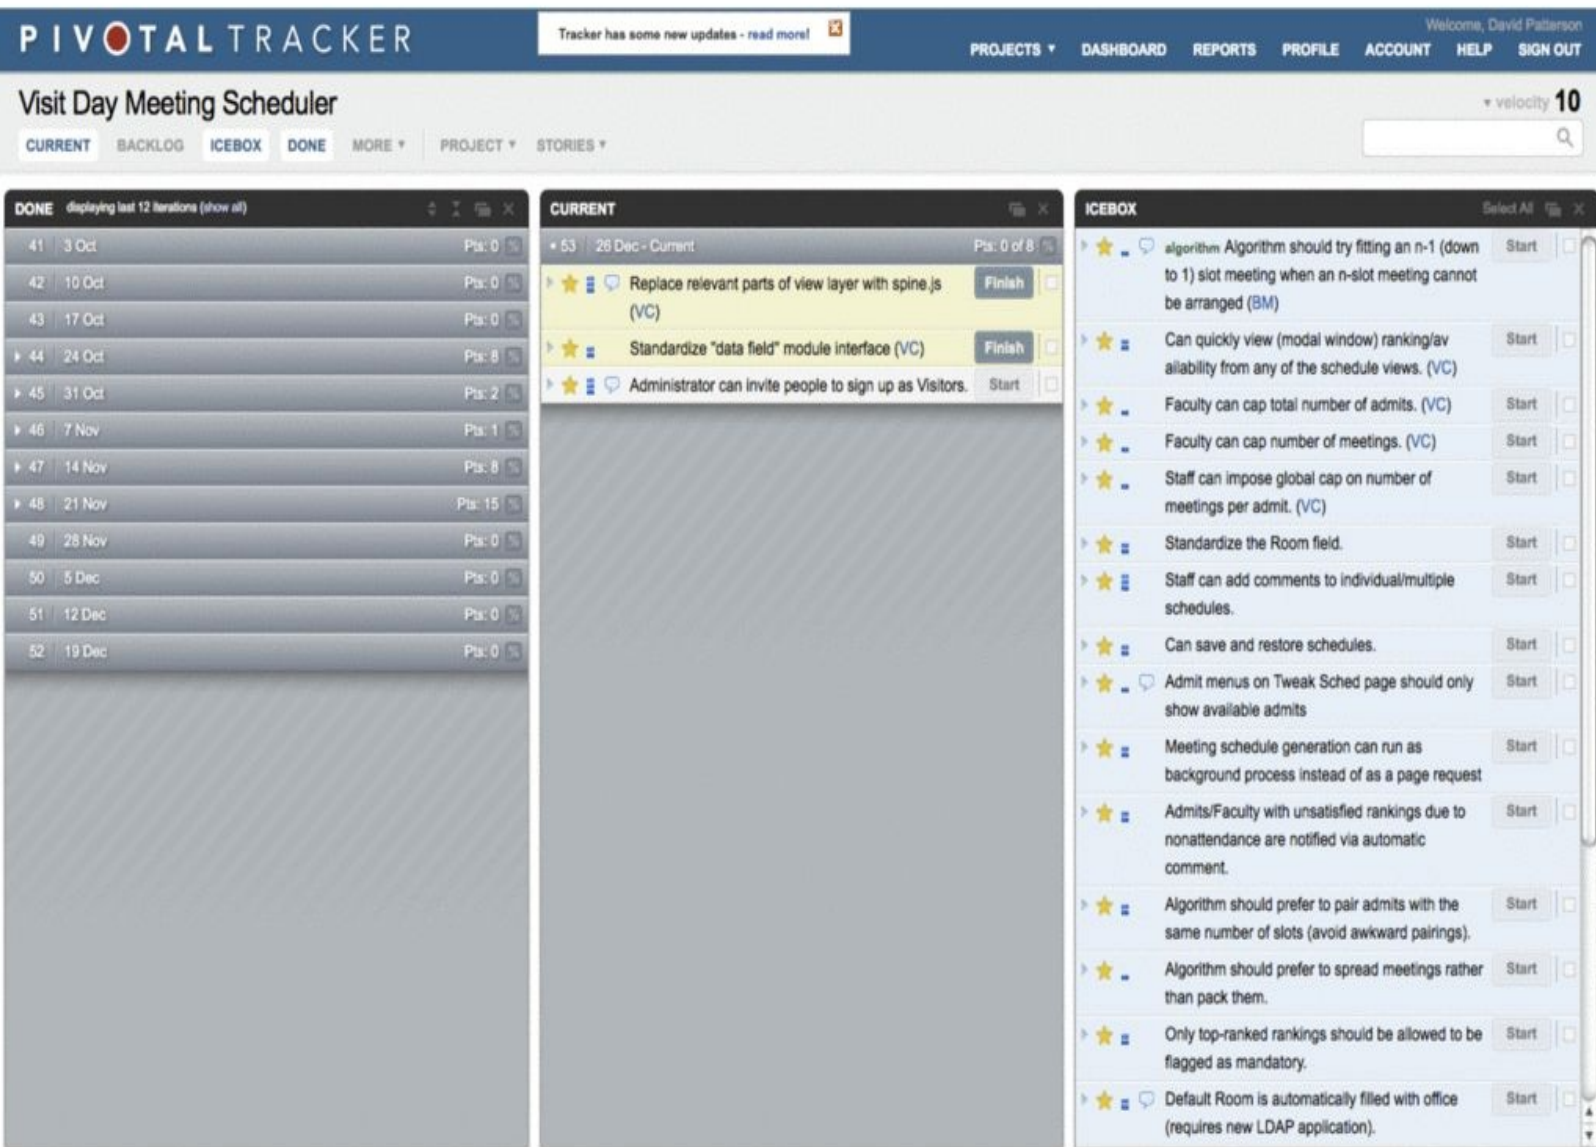 PIVOTALTRACKER
Tracker has some new updates - read more!
Welcome, David Patterson
PROJECTS DASHBOARD REPORTS PROFILE ACCOUNT HELP SIGN OUT
Visit Day Meeting Scheduler
velocity 10
CURRENT BACKLOG ICEBOX DONE MORE PROJECT STORIES
DONE displaying last 12 iterations (show all)
41 3 Oct Pts: 0
42 10 Oct Pts: 0
43 17 Oct Pts: 0
44 24 Oct Pts: 8
45 31 Oct Pts: 2
46 7 Nov Pts: 1
47 14 Nov Pts: 8
48 21 Nov Pts: 15
49 28 Nov Pts: 0
50 5 Dec Pts: 0
51 12 Dec Pts: 0
52 19 Dec Pts: 0
CURRENT
53 26 Dec - Current Pts: 0 of 8
Replace relevant parts of view layer with spine.js Finish
(VC)
Standardize "data field" module interface (VC) Finish
Administrator can invite people to sign up as Visitors. Start
ICEBOX Select All
algorithm Algorithm should try fitting an n-1 (down Start
to 1) slot meeting when an n-slot meeting cannot
be arranged (BM)
Can quickly view (modal window) ranking/av Start
ailability from any of the schedule views. (VC)
Faculty can cap total number of admits. (VC) Start
Faculty can cap number of meetings. (VC) Start
Staff can impose global cap on number of Start
meetings per admit. (VC)
Standardize the Room field. Start
Staff can add comments to individual/multiple Start
schedules.
Can save and restore schedules. Start
Admit menus on Tweak Sched page should only Start
show available admits
Meeting schedule generation can run as Start
background process instead of as a page request
Admits/Faculty with unsatisfied rankings due to Start
nonattendance are notified via automatic
comment.
Algorithm should prefer to pair admits with the Start
same number of slots (avoid awkward pairings).
Algorithm should prefer to spread meetings rather Start
than pack them.
Only top-ranked rankings should be allowed to be Start
flagged as mandatory.
Default Room is automatically filled with office Start
(requires new LDAP application).